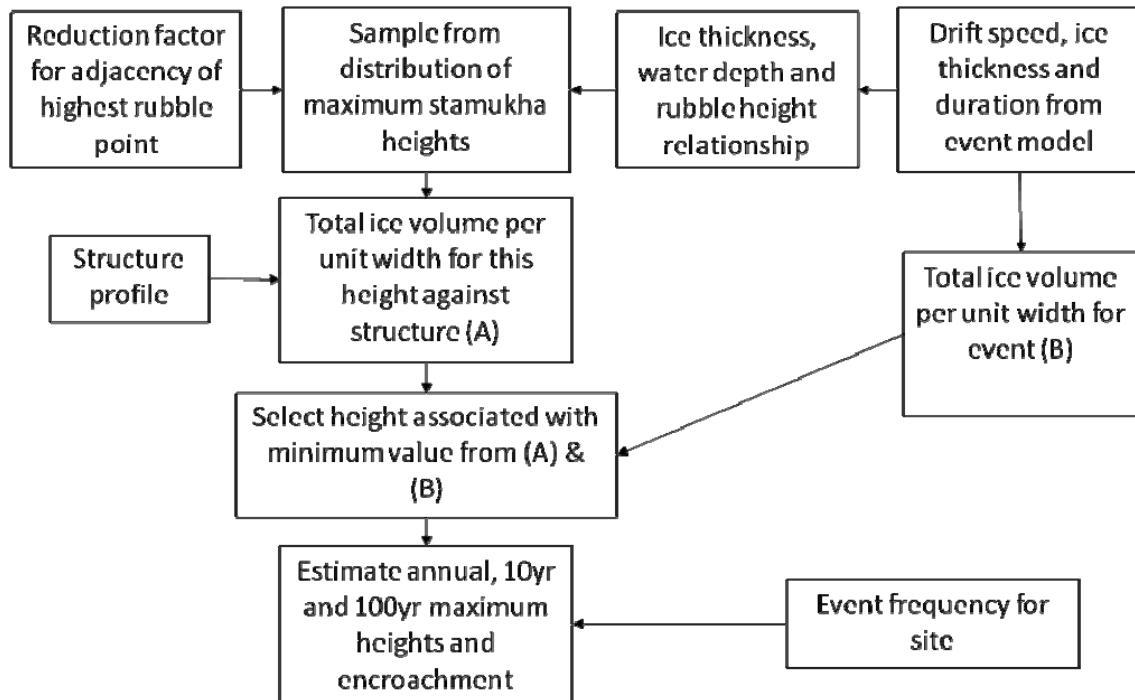 Reduction factor
for adjacency of
highest rubble
point
Sample from
distribution of
maximum stamukha
heights
Ice thickness,
water depth and
rubble height
relationship
Drift speed, ice
thickness and
duration from
event model
Structure
profile
Total ice volume per
unit width for this
height against
structure (A)
Total ice volume
per unit width for
event (B)
Select height associated with
minimum value from (A) &
(B)
Estimate annual, 10yr
and 100yr maximum
heights and
encroachment
Event frequency for
site